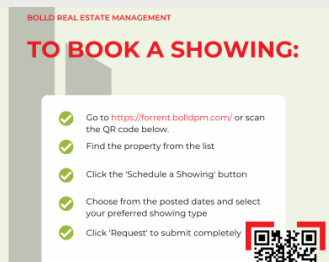 BOLLD REAL ESTATE MANAGEMENT
TO BOOK A SHOWING:
Go to https://forrent.bolldpm.com/ or scan
the QR code below.
Find the property from the list
Click the 'Schedule a Showing' button
Choose from the posted dates and select
your preferred showing type
Click 'Request' to submit completely